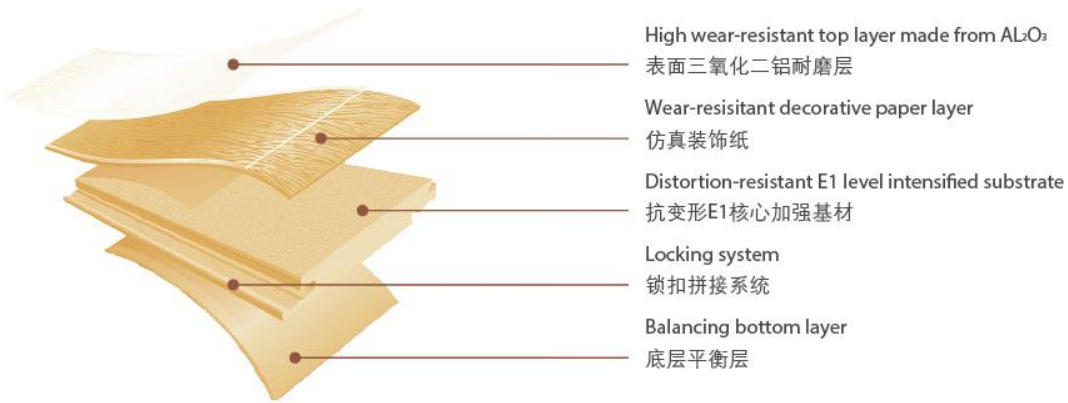 High wear-resistant top layer made from AL₂O₃
表面三氧化二铝耐磨层
Wear-resisitant decorative paper layer
仿真装饰纸
Distortion-resistant E1 level intensified substrate
抗变形E1核心加强基材
Locking system
锁扣拼接系统
Balancing bottom layer
底层平衡层